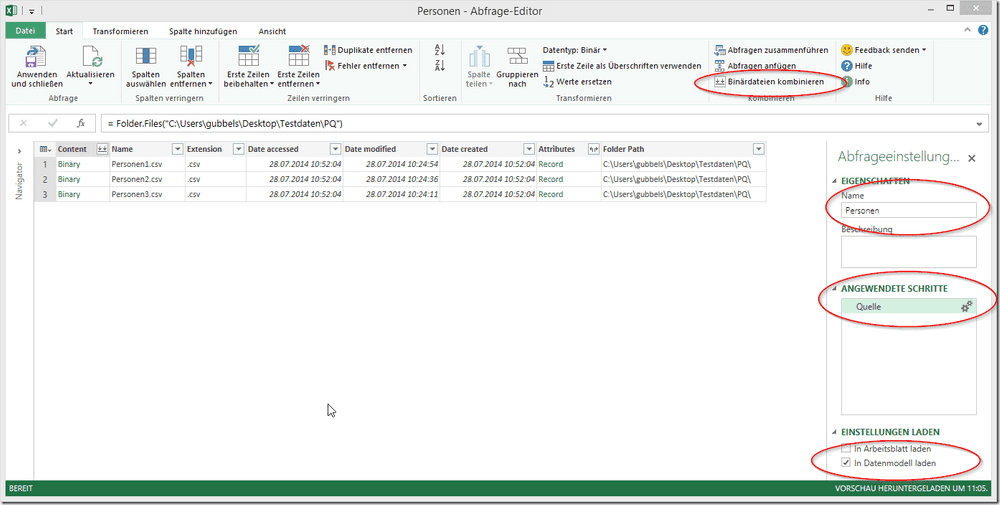 Personen - Abfrage-Editor
Datei Start Transformieren Spalte hinzufügen Ansicht
Anwenden und schließen
Aktualisieren
Abfrage
Spalten auswählen
Spalten entfernen
Spalten verringern
Erste Zeilen beibehalten
Erste Zeilen entfernen
Duplikate entfernen
Fehler entfernen
Zeilen verringern
Sortieren
Spalte teilen
Gruppieren nach
Datentyp: Binär
Erste Zeile als Überschriften verwenden
Werte ersetzen
Transformieren
Abfragen zusammenführen
Abfragen anfügen
Binärdateien kombinieren
Kombinieren
Feedback senden
Hilfe
Info
Hilfe
= Folder.Files("C:\Users\gubbels\Desktop\Testdaten\PQ")
Navigator
Content Name Extension Date accessed Date modified Date created Attributes Folder Path
1 Binary Personen1.csv .csv 28.07.2014 10:52:04 28.07.2014 10:24:54 28.07.2014 10:52:04 Record C:\Users\gubbels\Desktop\Testdaten\PQ\
2 Binary Personen2.csv .csv 28.07.2014 10:52:04 28.07.2014 10:24:36 28.07.2014 10:52:04 Record C:\Users\gubbels\Desktop\Testdaten\PQ\
3 Binary Personen3.csv .csv 28.07.2014 10:52:04 28.07.2014 10:24:11 28.07.2014 10:52:04 Record C:\Users\gubbels\Desktop\Testdaten\PQ\
Abfrageeinstellung...
EIGENSCHAFTEN
Name
Personen
Beschreibung
ANGEWENDETE SCHRITTE
Quelle
EINSTELLUNGEN LADEN
In Arbeitsblatt laden
In Datenmodell laden
BEREIT
VORSCHAU HERUNTERGELADEN UM 11:05.